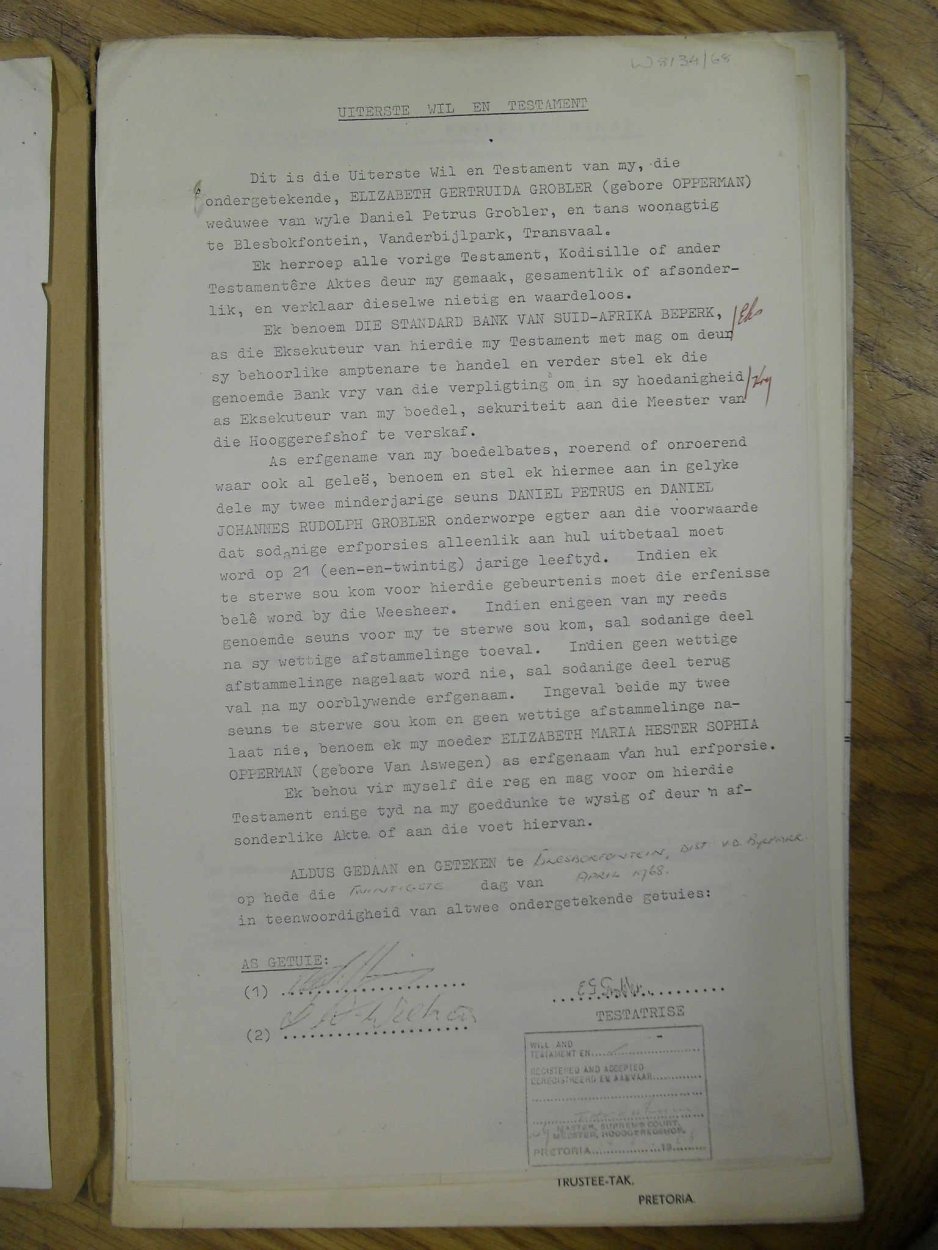 W 8134/68
UITERSTE WIL EN TESTAMENT
Dit is die Uiterste Wil en Testament van my, die
ondergetekende, ELIZABETH GERTRUIDA GROBLER (gebore OPPERMAN)
weduwee van wyle Daniel Petrus Grobler, en tans woonagtig
te Blesbokfontein, Vanderbijlpark, Transvaal.
Ek herroep alle vorige Testament, Kodisille of ander
Testamentêre Aktes deur my gemaak, gesamentlik of afsonder-
lik, en verklaar dieselwe nietig en waardeloos.
Ek benoem DIE STANDARD BANK VAN SUID-AFRIKA BEPERK,
as die Eksekuteur van hierdie my Testament met mag om deur
sy behoorlike amptenare te handel en verder stel ek die
genoemde Bank vry van die verpligting om in sy hoedanigheid
as Eksekuteur van my boedel, sekuriteit aan die Meester van
die Hooggerefshof te verskaf.
As erfgename van my boedelbates, roerend of onroerend
waar ook al geleë, benoem en stel ek hiermee aan in gelyke
dele my twee minderjarige seuns DANIEL PETRUS en DANIEL
JOHANNES RUDOLPH GROBLER onderworpe egter aan die voorwaarde
dat sodanige erfporsies alleenlik aan hul uitbetaal moet
word op 21 (een-en-twintig) jarige leeftyd. Indien ek
te sterwe sou kom voor hierdie gebeurtenis moet die erfenisse
belê word by die Weesheer. Indien enigeen van my reeds
genoemde seuns voor my te sterwe sou kom, sal sodanige deel
na sy wettige afstammelinge toeval. Indien geen wettige
afstammelinge nagelaat word nie, sal sodanige deel terug
val na my oorblywende erfgenaam. Ingeval beide my twee
seuns te sterwe sou kom en geen wettige afstammelinge na-
laat nie, benoem ek my moeder ELIZABETH MARIA HESTER SOPHIA
OPPERMAN (gebore Van Aswegen) as erfgenaam van hul erfporsie.
Ek behou vir myself die reg en mag voor om hierdie
Testament enige tyd na my goeddunke te wysig of deur 'n af-
sonderlike Akte of aan die voet hiervan.
ALDUS GEDAAN en GETEKEN te BLESBOKFONTEIN, DIST V.D. BIJLPARK
op hede die TWINTIGSTE dag van APRIL 1968.
in teenwoordigheid van altwee ondergetekende getuies:
AS GETUIE:
(1)
(2)
TESTATRISE
WILL AND
TESTAMENT EN
REGISTERED AND ACCEPTED
GEREGISTREER EN AANVAAR
MASTER, SUPREME COURT,
MEESTER, HOOGGEREGSHOF,
PRETORIA 19
TRUSTEE-TAK.
PRETORIA.